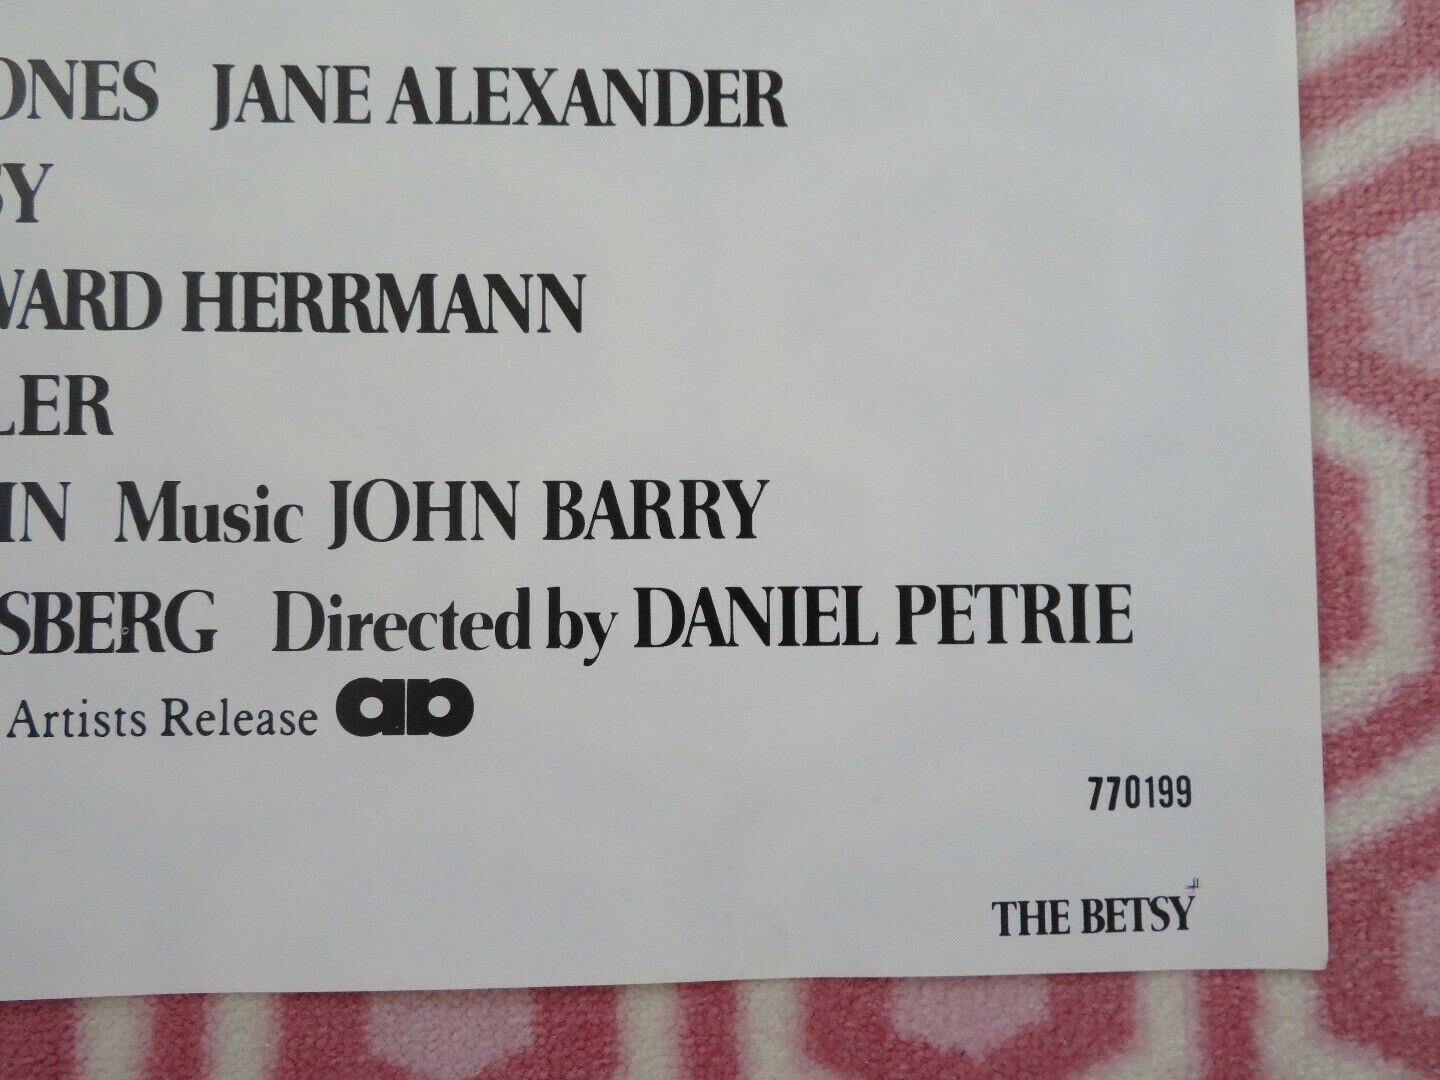 ONES JANE ALEXANDER
SY
WARD HERRMANN
LER
IN Music JOHN BARRY
SBERG Directed by DANIEL PETRIE
Artists Release
770199
THE BETSY